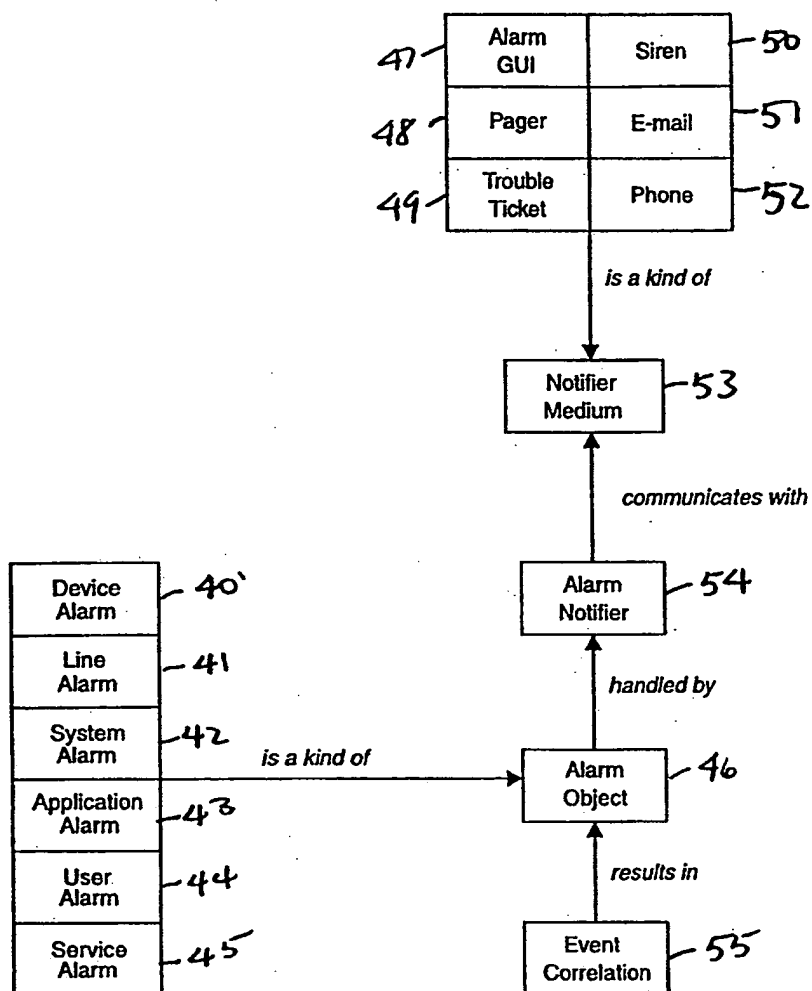 47
Alarm
GUI
Siren
50
48
Pager
E-mail
51
49
Trouble
Ticket
Phone
52
is a kind of
Notifier
Medium
53
communicates with
Device
Alarm
40'
Alarm
Notifier
54
Line
Alarm
41
handled by
System
Alarm
42
is a kind of
Alarm
Object
46
Application
Alarm
43
User
Alarm
44
results in
Service
Alarm
45
Event
Correlation
55